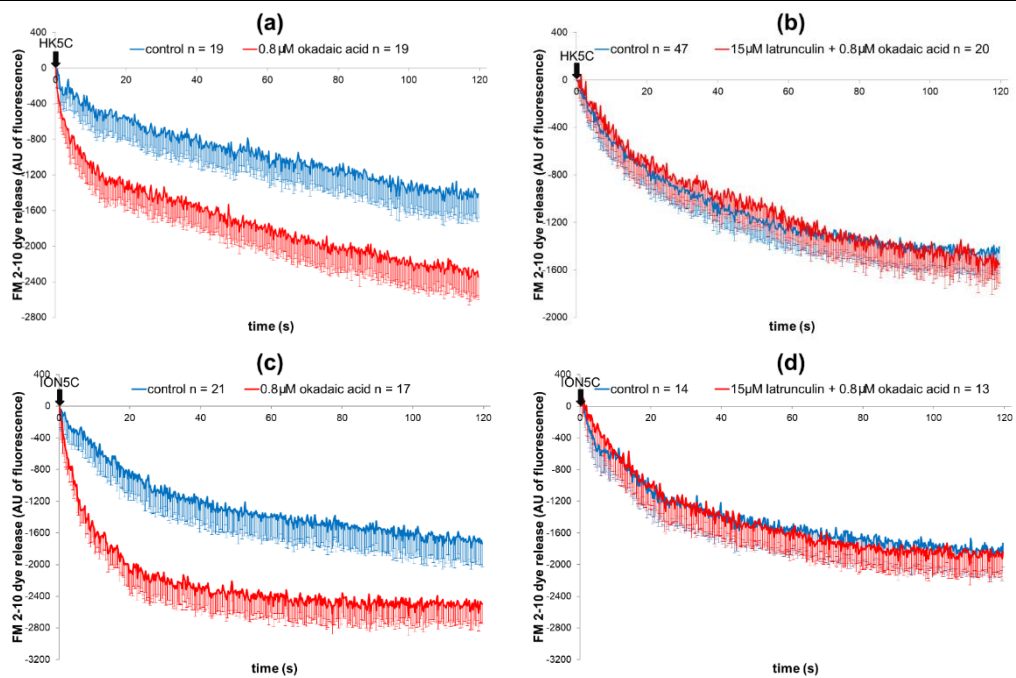 (a)
HK5C
control n = 19 0.8µM okadaic acid n = 19
400
0
-400
-800
-1200
-1600
-2000
-2400
-2800
0 20 40 60 80 100 120
FM 2-10 dye release (AU of fluorescence)
time (s)
(b)
HK5C
control n = 47 15µM latrunculin + 0.8µM okadaic acid n = 20
400
0
-400
-800
-1200
-1600
-2000
0 20 40 60 80 100 120
FM 2-10 dye release (AU of fluorescence)
time (s)
(c)
ION5C
control n = 21 0.8µM okadaic acid n = 17
400
0
-400
-800
-1200
-1600
-2000
-2400
-2800
-3200
0 20 40 60 80 100 120
FM 2-10 dye release (AU of fluorescence)
time (s)
(d)
ION5C
control n = 14 15µM latrunculin + 0.8µM okadaic acid n = 13
400
0
-400
-800
-1200
-1600
-2000
-2400
-2800
-3200
0 20 40 60 80 100 120
FM 2-10 dye release (AU of fluorescence)
time (s)